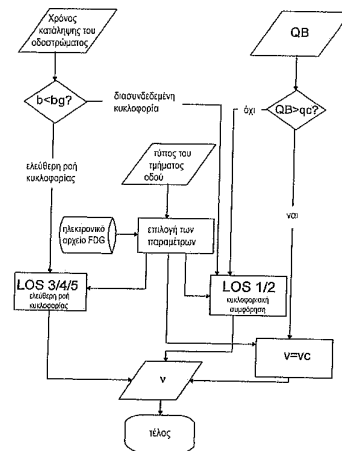 Χρόνος
κατάληψης του
οδοστρώματος
QB
b<bg?
διασυνδεδεμένη
κυκλοφορία
όχι
QB>qc?
ελεύθερη ροή
κυκλοφορίας
τύπος του
τμήματος
οδού
ναι
ηλεκτρονικό
αρχείο FDG
επιλογή των
παραμέτρων
LOS 3/4/5
ελεύθερη ροή
κυκλοφορίας
LOS 1/2
κυκλοφοριακή
συμφόρηση
v=vc
v
τέλος